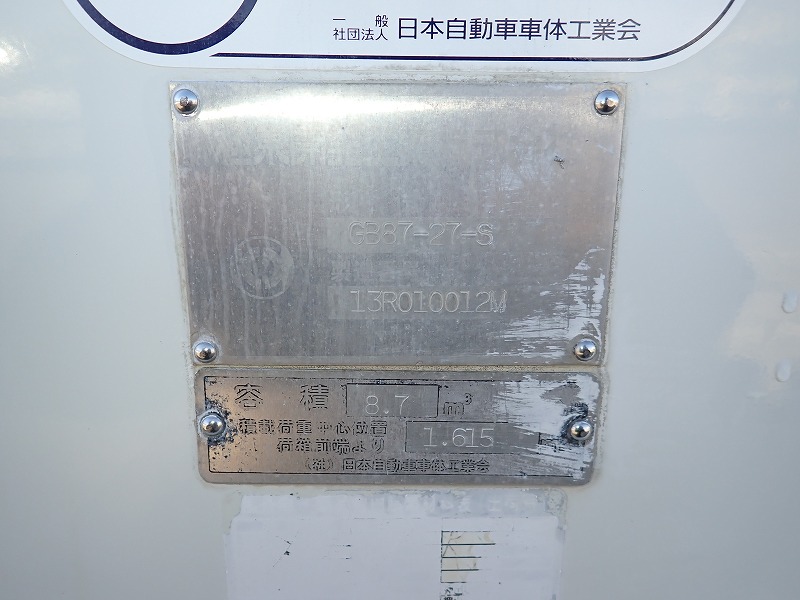 一般
社団法人 日本自動車車体工業会
GB87-27-S
13R010012M
容積 8.7 m³
積載荷重中心位置
荷箱前端より 1.615
(社)日本自動車車体工業会